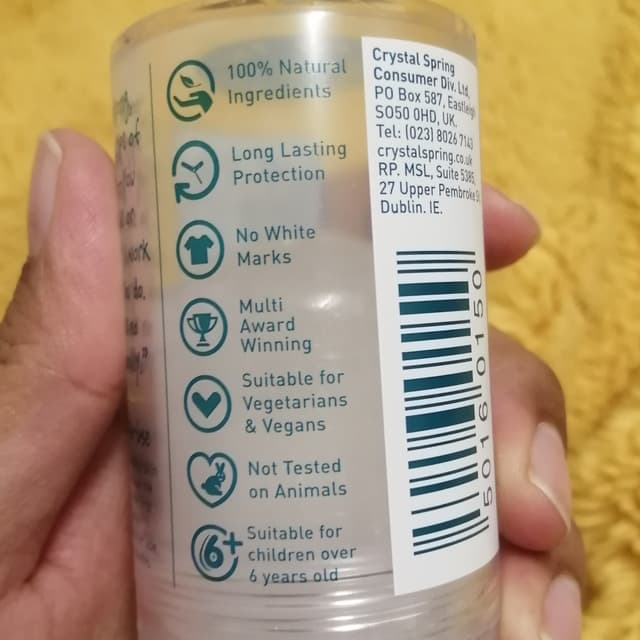 100% Natural
Ingredients
Long Lasting
Protection
No White
Marks
Multi
Award
Winning
Suitable for
Vegetarians
& Vegans
Not Tested
on Animals
6+
Suitable for
children over
6 years old
Crystal Spring
Consumer Div. Ltd,
PO Box 587, Eastleigh
SO50 0HD, UK.
Tel: (023) 8026 7143
crystalspring.co.uk
RP. MSL, Suite 5385
27 Upper Pembroke St
Dublin. IE.
5016 0150